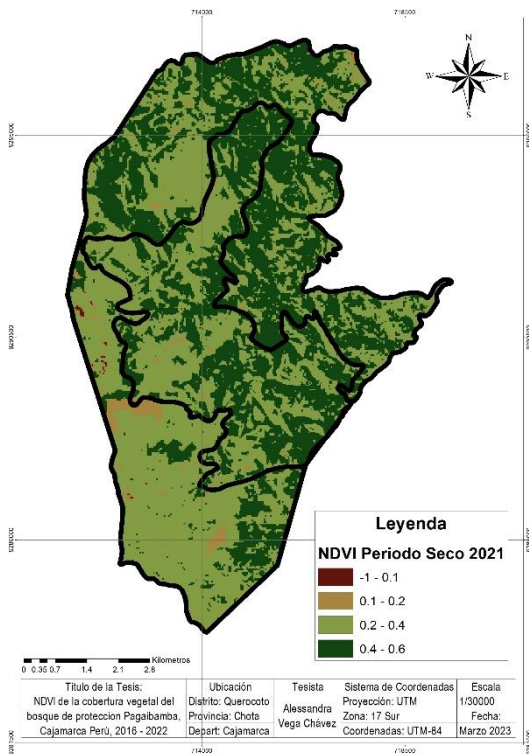 714000
718000
N
W
E
S
Leyenda
NDVI Periodo Seco 2021
-1 - 0.1
0.1 - 0.2
0.2 - 0.4
0.4 - 0.6
Kilometros
0 0.35 0.7 1.4 2.1 2.8
Título de la Tesis:
NDVI de la cobertura vegetal del
bosque de proteccion Pagaibamba,
Cajamarca Perú, 2016 - 2022
Ubicación
Distrito: Querocoto
Provincia: Chota
Depart: Cajamarca
Tesista
Alessandra
Vega Chávez
Sistema de Coordenadas
Proyección: UTM
Zona: 17 Sur
Coordenadas: UTM-84
Escala
1/30000
Fecha:
Marzo 2023
714000
718000